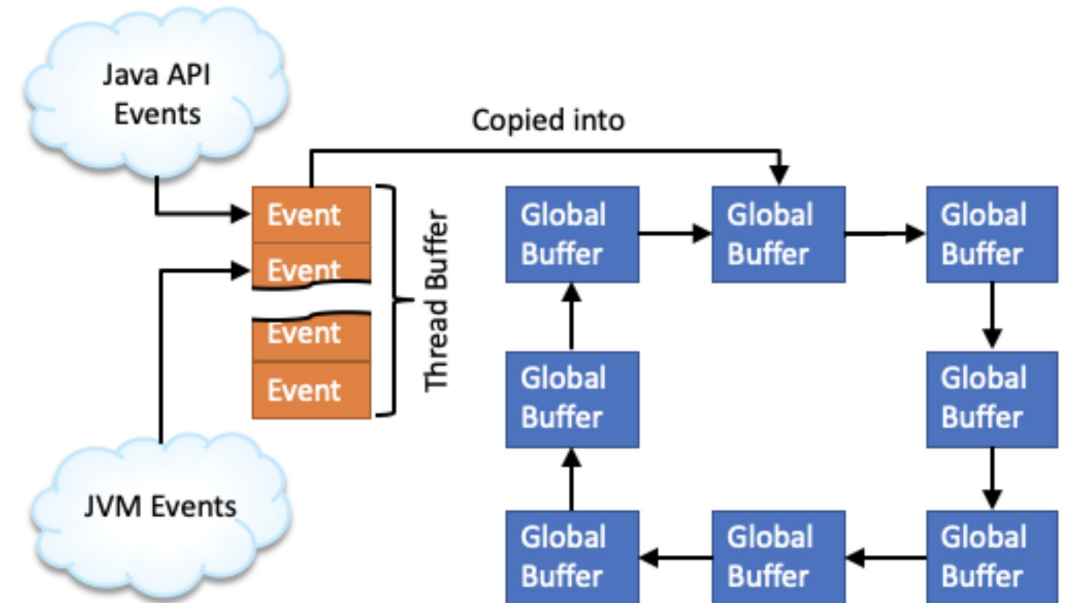 Java API
Events
Copied into
Event
Event
Event
Event
Thread Buffer
JVM Events
Global
Buffer
Global
Buffer
Global
Buffer
Global
Buffer
Global
Buffer
Global
Buffer
Global
Buffer
Global
Buffer